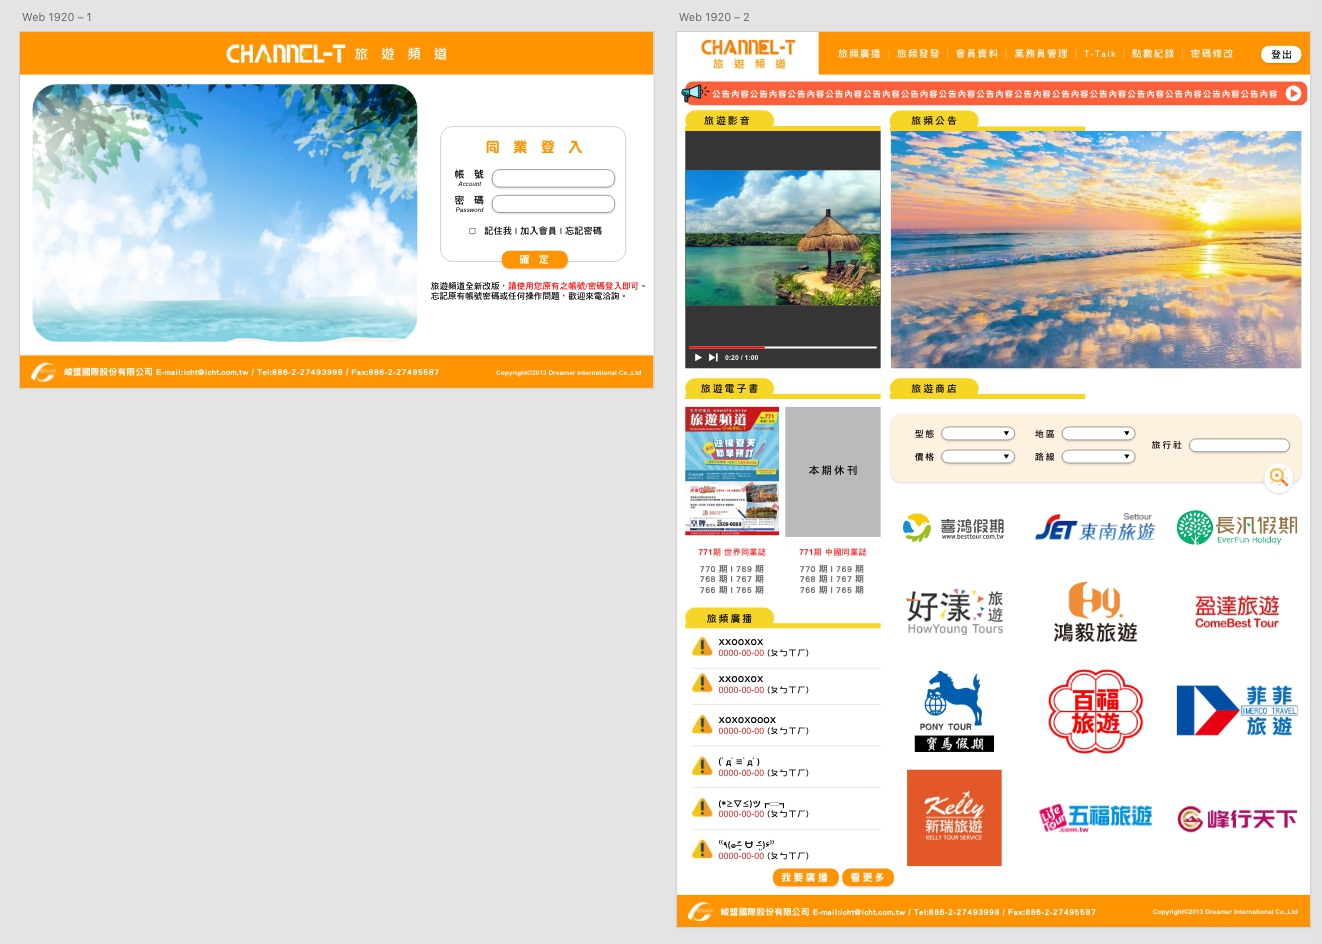 Web 1920 – 1
CHANNEL-T 旅遊頻道
同業登入
帳號
Account
密碼
Password
記住我 | 加入會員 | 忘記密碼
確定
旅遊頻道全新改版，請使用您原有之帳號/密碼登入即可。
忘記原有帳號密碼或任何操作問題，歡迎來電洽詢。
峻盟國際股份有限公司 E-mail:icht@icht.com.tw / Tel:886-2-27493998 / Fax:886-2-27495587
Copyright©2013 Dreamer International Co.,Ltd
Web 1920 – 2
CHANNEL-T
旅遊頻道
旅頻廣播 | 旅頻發發 | 會員資料 | 業務員管理 | T-Talk | 點數紀錄 | 密碼修改
登出
公告內容公告內容公告內容公告內容公告內容公告內容公告內容公告內容公告內容公告內容公告內容公告內容公告內容公告內容公告內容
旅遊影音
旅頻公告
0:20 / 1:00
旅遊電子書
旅遊商店
旅遊頻道
CHANNEL-T
771
迎接夏天
節單預訂
2509-0899
本期休刊
771期 世界同業誌
770 期 | 769 期
768 期 | 767 期
766 期 | 765 期
771期 中國同業誌
770 期 | 769 期
768 期 | 767 期
766 期 | 765 期
型態
地區
旅行社
價格
路線
喜鴻假期
www.besttour.com.tw
Settour
SET 東南旅遊
長汎假期
EverFun Holiday
好漾旅遊
HowYoung Tours
鴻毅旅遊
盈達旅遊
ComeBest Tour
PONY TOUR
寶馬假期
百福旅遊
菲菲
IMERCO TRAVEL
旅遊
Kelly
新瑞旅遊
KELLY TOUR SERVICE
Life Tour
五福旅遊
.com.tw
峰行天下
旅頻廣播
XXOOXOX
0000-00-00 (ㄆㄅㄒㄏ)
XXOOXOX
0000-00-00 (ㄆㄅㄒㄏ)
XOXOXOOOX
0000-00-00 (ㄆㄅㄒㄏ)
(ﾟд ≡ﾟдﾟ)
0000-00-00 (ㄆㄅㄒㄏ)
(*≥▽≤)ツ┏━┓
0000-00-00 (ㄆㄅㄒㄏ)
0000-00-00 (ㄆㄅㄒㄏ)
我要廣播
看更多
峻盟國際股份有限公司 E-mail:icht@icht.com.tw / Tel:886-2-27493998 / Fax:886-2-27495587
Copyright©2013 Dreamer International Co.,Ltd